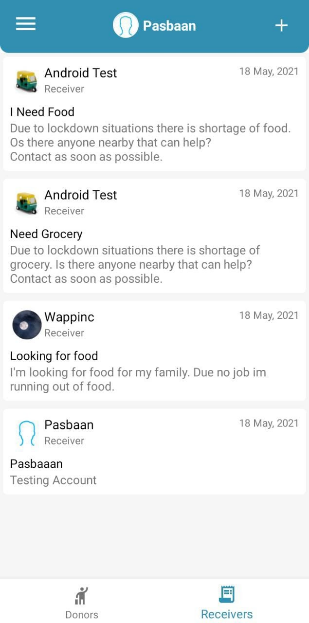 Pasbaan
Android Test
18 May, 2021
Receiver
I Need Food
Due to lockdown situations there is shortage of food.
Os there anyone nearby that can help?
Contact as soon as possible.
Android Test
18 May, 2021
Receiver
Need Grocery
Due to lockdown situations there is shortage of
grocery. Is there anyone nearby that can help?
Contact as soon as possible.
Wappinc
18 May, 2021
Receiver
Looking for food
I'm looking for food for my family. Due no job im
running out of food.
Pasbaan
18 May, 2021
Receiver
Pasbaaan
Testing Account
Donors
Receivers